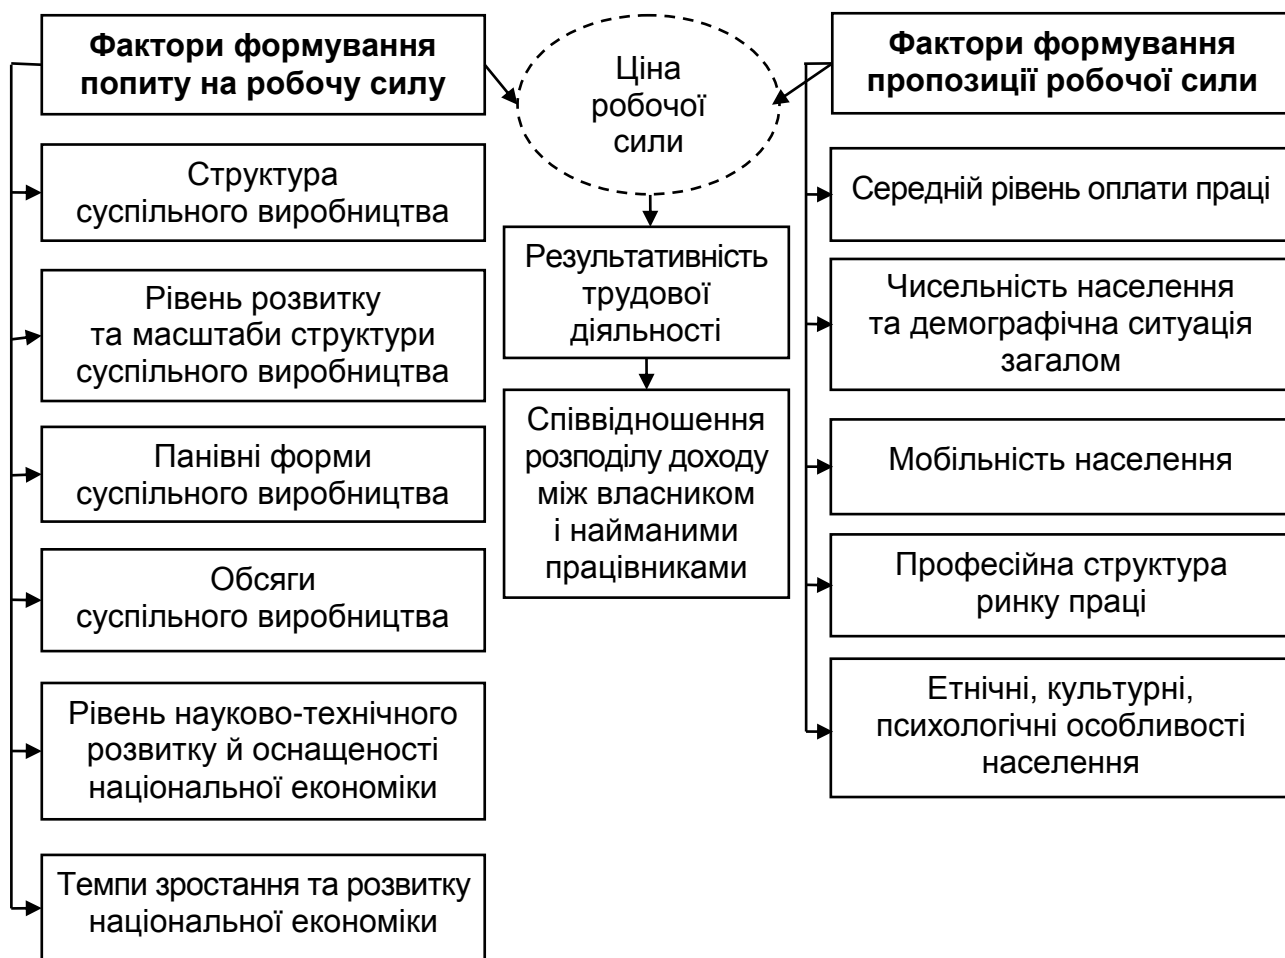 Фактори формування
попиту на робочу силу
Структура
суспільного виробництва
Рівень розвитку
та масштаби структури
суспільного виробництва
Панівні форми
суспільного виробництва
Обсяги
суспільного виробництва
Рівень науково-технічного
розвитку й оснащеності
національної економіки
Темпи зростання та розвитку
національної економіки
Ціна
робочої
сили
Результативність
трудової
діяльності
Співвідношення
розподілу доходу
між власником
і найманими
працівниками
Фактори формування
пропозиції робочої сили
Середній рівень оплати праці
Чисельність населення
та демографічна ситуація
загалом
Мобільність населення
Професійна структура
ринку праці
Етнічні, культурні,
психологічні особливості
населення